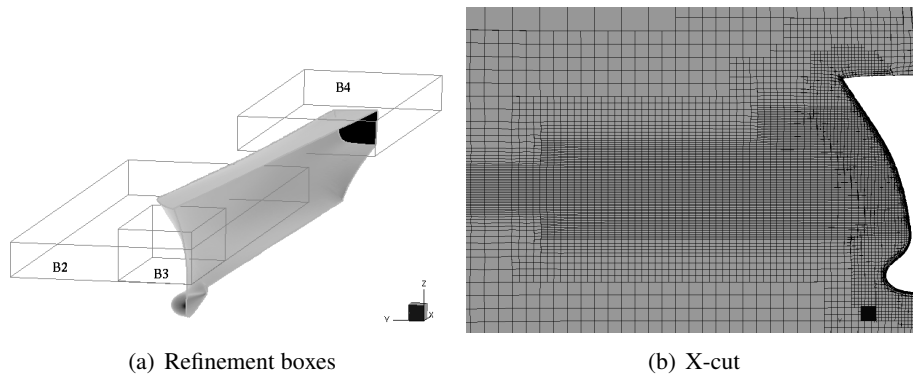 B4
B2
B3
Z
Y
X
(a) Refinement boxes
(b) X-cut